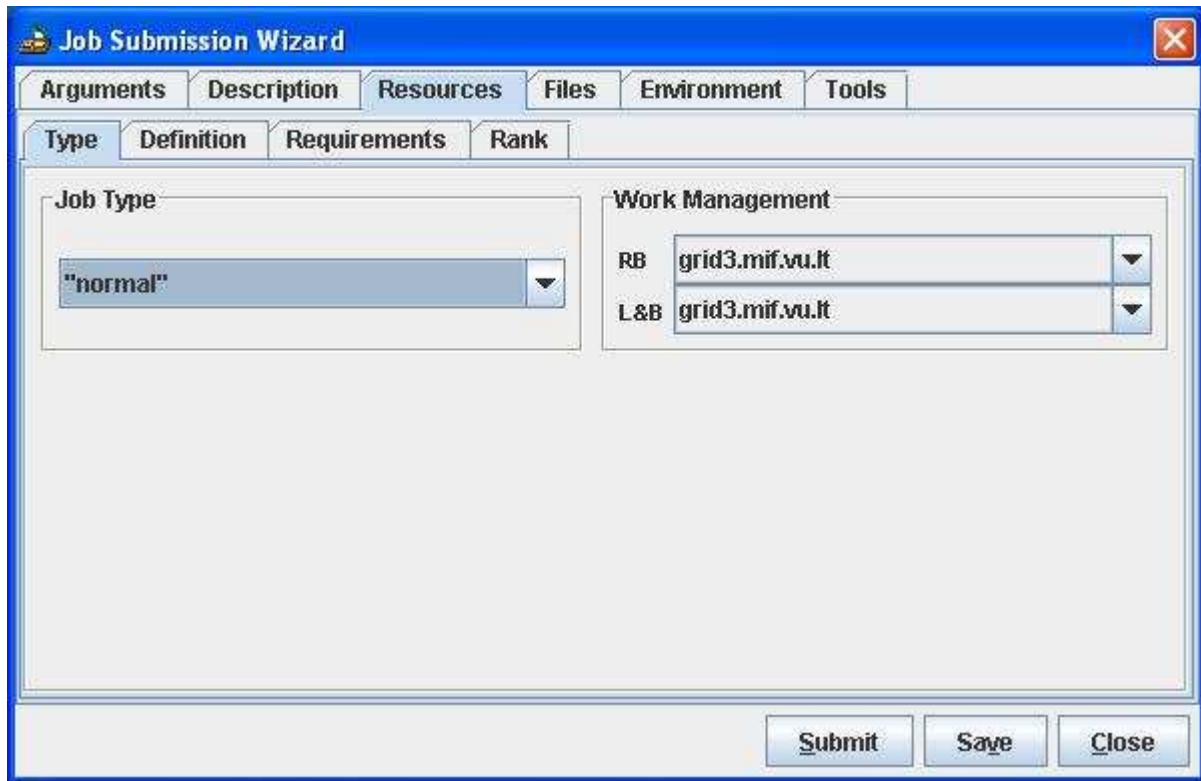 Job Submission Wizard
Arguments Description Resources Files Environment Tools
Type Definition Requirements Rank
Job Type
"normal"
Work Management
RB grid3.mif.vu.lt
L&B grid3.mif.vu.lt
Submit Save Close